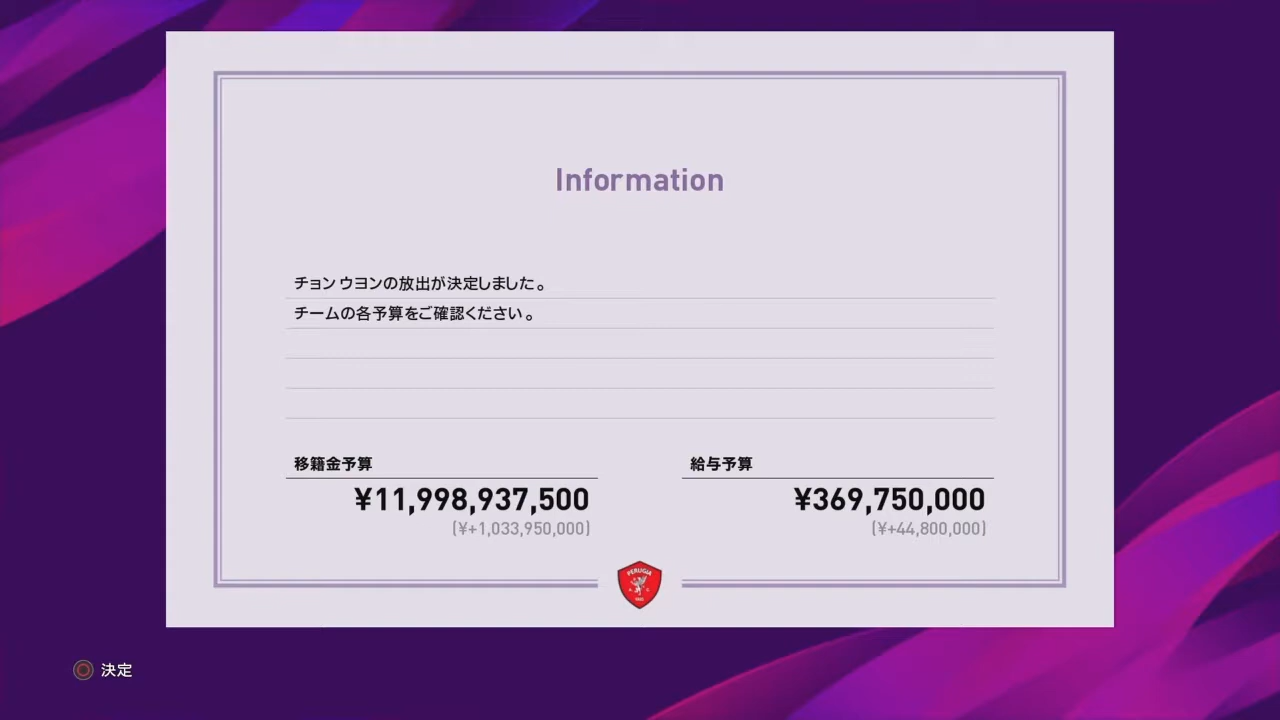 Information
チョン ウヨンの放出が決定しました。
チームの各予算をご確認ください。
移籍金予算
¥11,998,937,500
(¥+1,033,950,000)
給与予算
¥369,750,000
(¥+44,800,000)
PERUGIA
決定